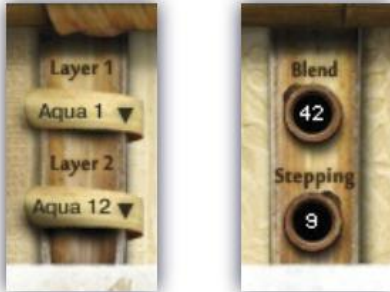 Layer 1
Aqua 1
Layer 2
Aqua 12
Blend
42
Stepping
9